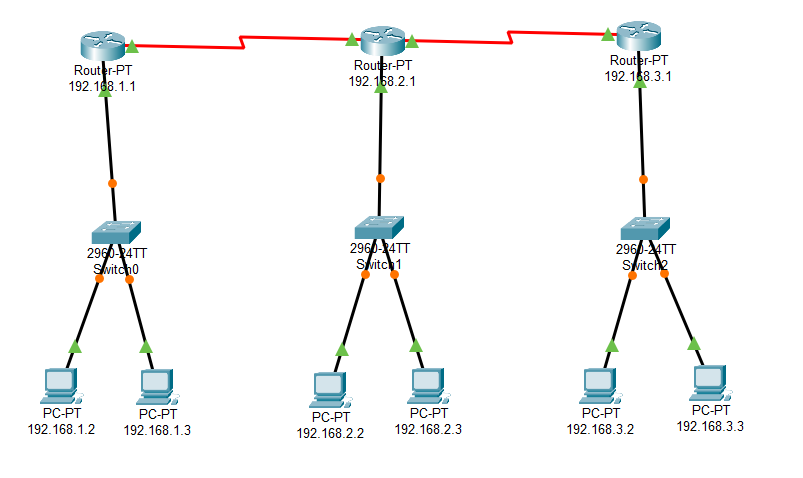 Router-PT
192.168.1.1
Router-PT
192.168.2.1
Router-PT
192.168.3.1
2960-24TT
Switch0
2960-24TT
Switch1
2960-24TT
Switch2
PC-PT
192.168.1.2
PC-PT
192.168.1.3
PC-PT
192.168.2.2
PC-PT
192.168.2.3
PC-PT
192.168.3.2
PC-PT
192.168.3.3